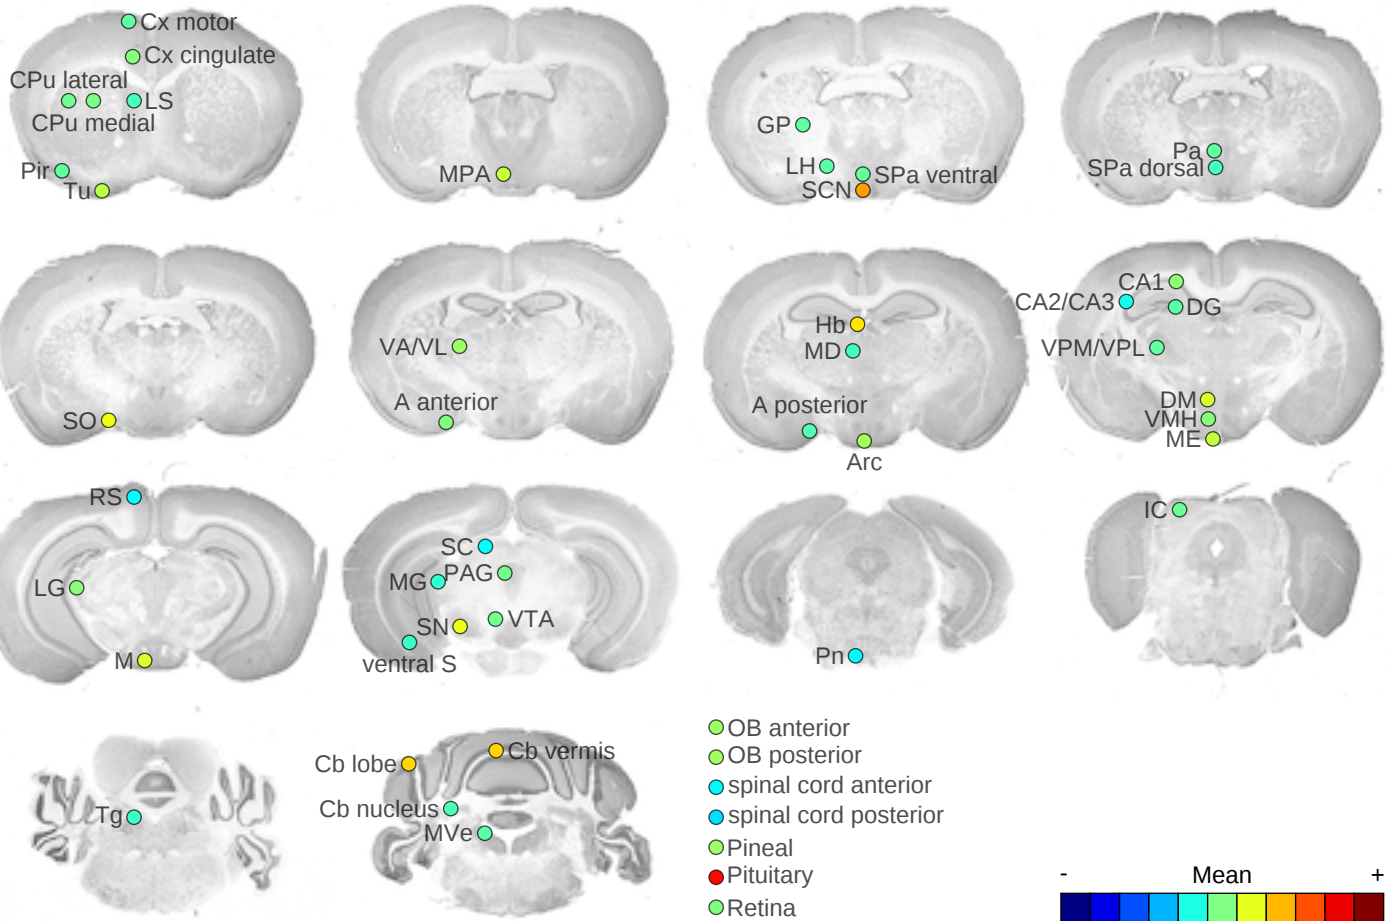 Cx motor
Cx cingulate
CPu lateral
LS
CPu medial
Pir
Tu
MPA
GP
LH
SPa ventral
SCN
Pa
SPa dorsal
SO
VA/VL
A anterior
Hb
MD
A posterior
Arc
CA1
CA2/CA3
DG
VPM/VPL
DM
VMH
ME
RS
LG
M
SC
MG
PAG
SN
VTA
ventral S
Pn
IC
Tg
Cb lobe
Cb vermis
Cb nucleus
MVe
OB anterior
OB posterior
spinal cord anterior
spinal cord posterior
Pineal
Pituitary
Retina
- Mean +